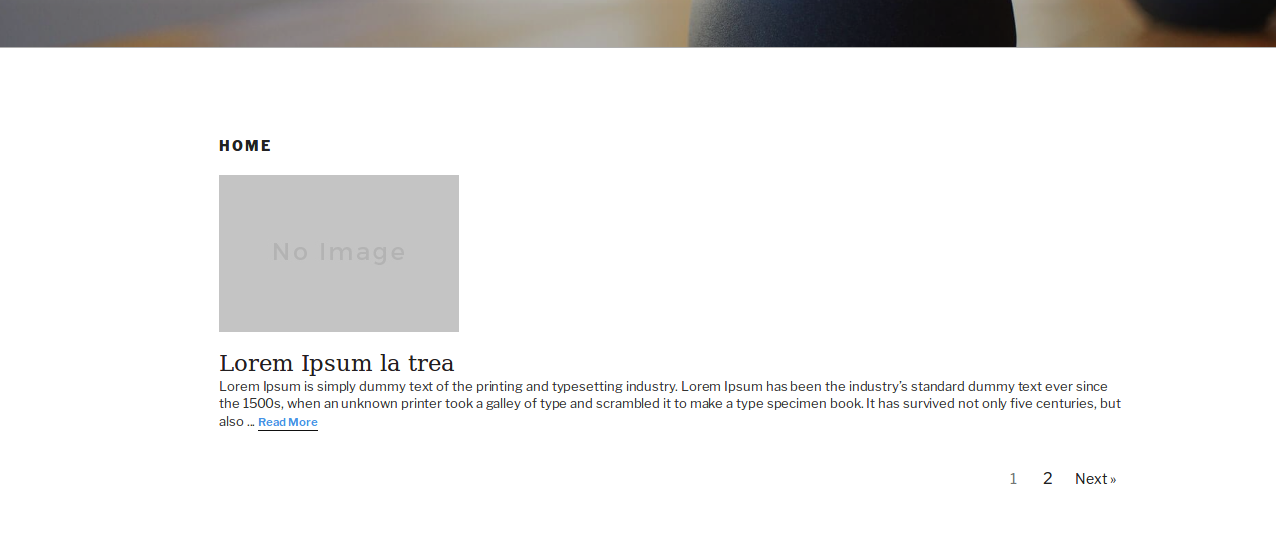 HOME
No Image
Lorem Ipsum la trea
Lorem Ipsum is simply dummy text of the printing and typesetting industry. Lorem Ipsum has been the industry’s standard dummy text ever since
the 1500s, when an unknown printer took a galley of type and scrambled it to make a type specimen book. It has survived not only five centuries, but
also ... Read More
1 2 Next »